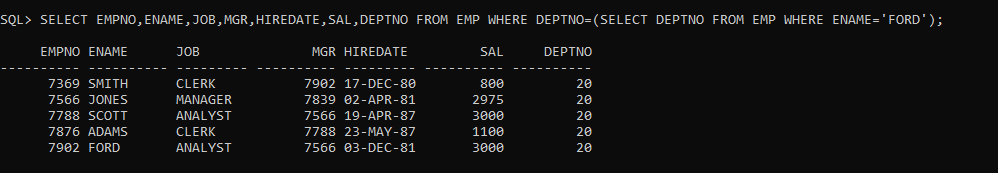 SQL> SELECT EMPNO,ENAME,JOB,MGR,HIREDATE,SAL,DEPTNO FROM EMP WHERE DEPTNO=(SELECT DEPTNO FROM EMP WHERE ENAME='FORD');
     EMPNO ENAME      JOB              MGR HIREDATE         SAL     DEPTNO
---------- ---------- --------- ---------- --------- ---------- ----------
      7369 SMITH      CLERK           7902 17-DEC-80        800         20
      7566 JONES      MANAGER         7839 02-APR-81       2975         20
      7788 SCOTT      ANALYST         7566 19-APR-87       3000         20
      7876 ADAMS      CLERK           7788 23-MAY-87       1100         20
      7902 FORD       ANALYST         7566 03-DEC-81       3000         20